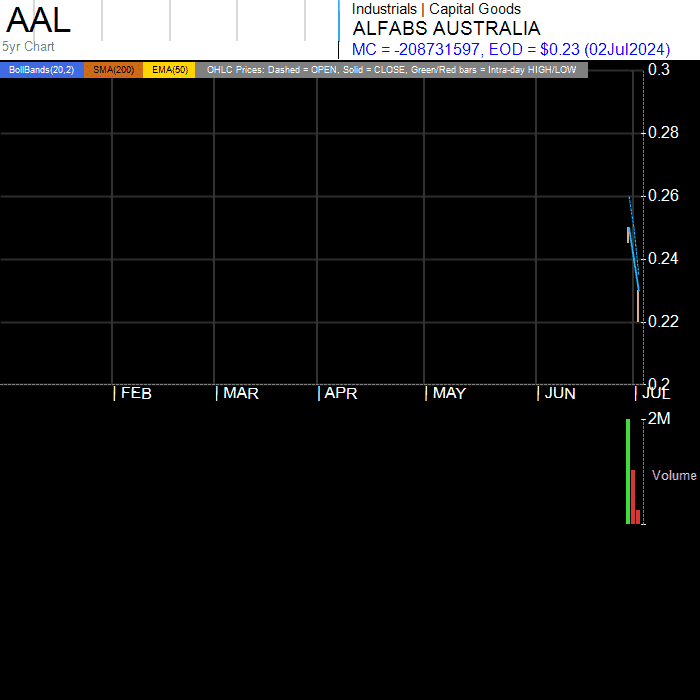 AAL
5yr Chart
Industrials | Capital Goods
ALFABS AUSTRALIA
MC = -208731597, EOD = $0.23 (02Jul2024)
BollBands(20,2) SMA(200) EMA(50) OHLC Prices: Dashed = OPEN, Solid = CLOSE, Green/Red bars = Intra-day HIGH/LOW
0.3
0.28
0.26
0.24
0.22
0.2
FEB MAR APR MAY JUN JUL
2M
Volume